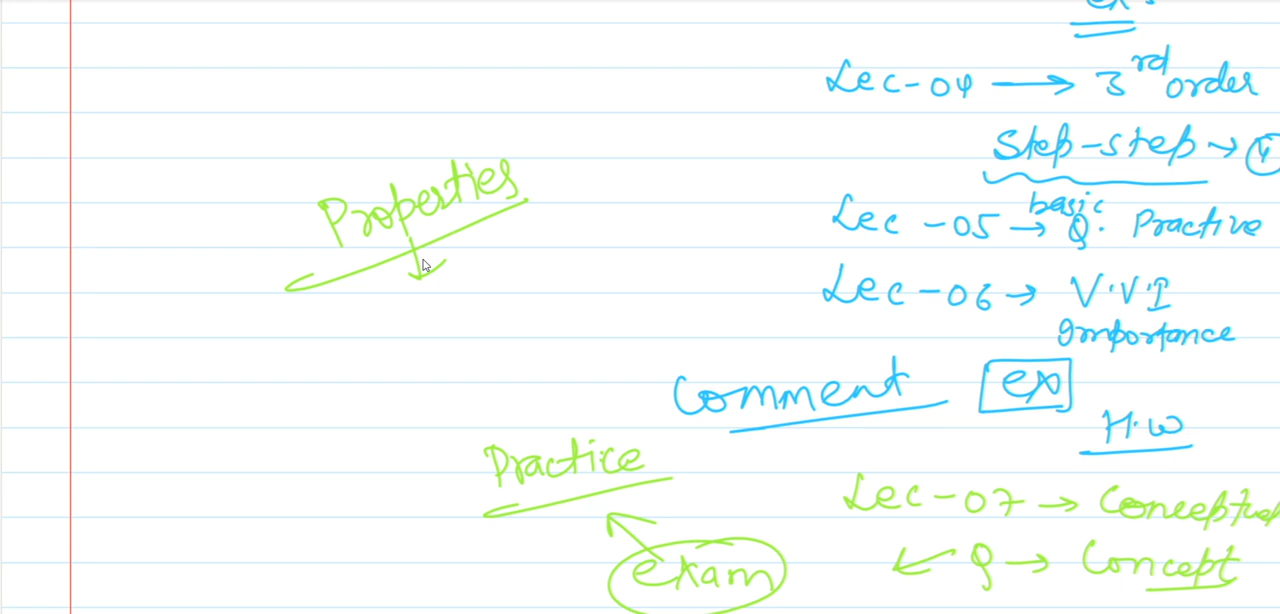 Lec-04 → 3rd order
Step-step →
Properties
Lec-05 → basic Q. Practive
Lec-06 → V.V.I
Importance
Comment ex
H.W
Practice
Lec-07 → Conceptual
exam
← Q → Concept